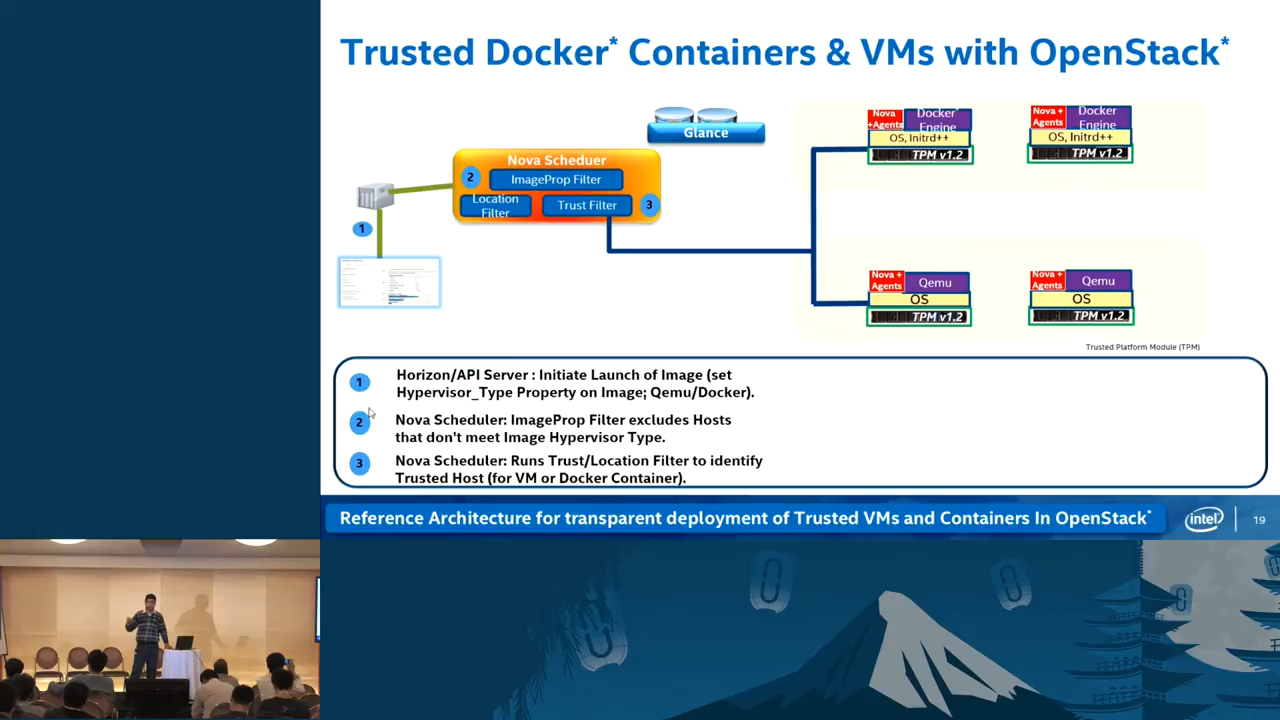 Trusted Docker* Containers & VMs with OpenStack*
Glance
Nova Scheduer
2
ImageProp Filter
Location
Filter
Trust Filter
3
1
Nova
+Agents
Docker*
Engine
OS, Initrd++
TPM v1.2
Nova +
Agents
Docker
Engine
OS, Initrd++
TPM v1.2
Nova +
Agents
Qemu
OS
TPM v1.2
Nova +
Agents
Qemu
OS
TPM v1.2
Trusted Platform Module (TPM)
1 Horizon/API Server : Initiate Launch of Image (set
Hypervisor_Type Property on Image; Qemu/Docker).
2 Nova Scheduler: ImageProp Filter excludes Hosts
that don't meet Image Hypervisor Type.
3 Nova Scheduler: Runs Trust/Location Filter to identify
Trusted Host (for VM or Docker Container).
Reference Architecture for transparent deployment of Trusted VMs and Containers In OpenStack*
intel
19